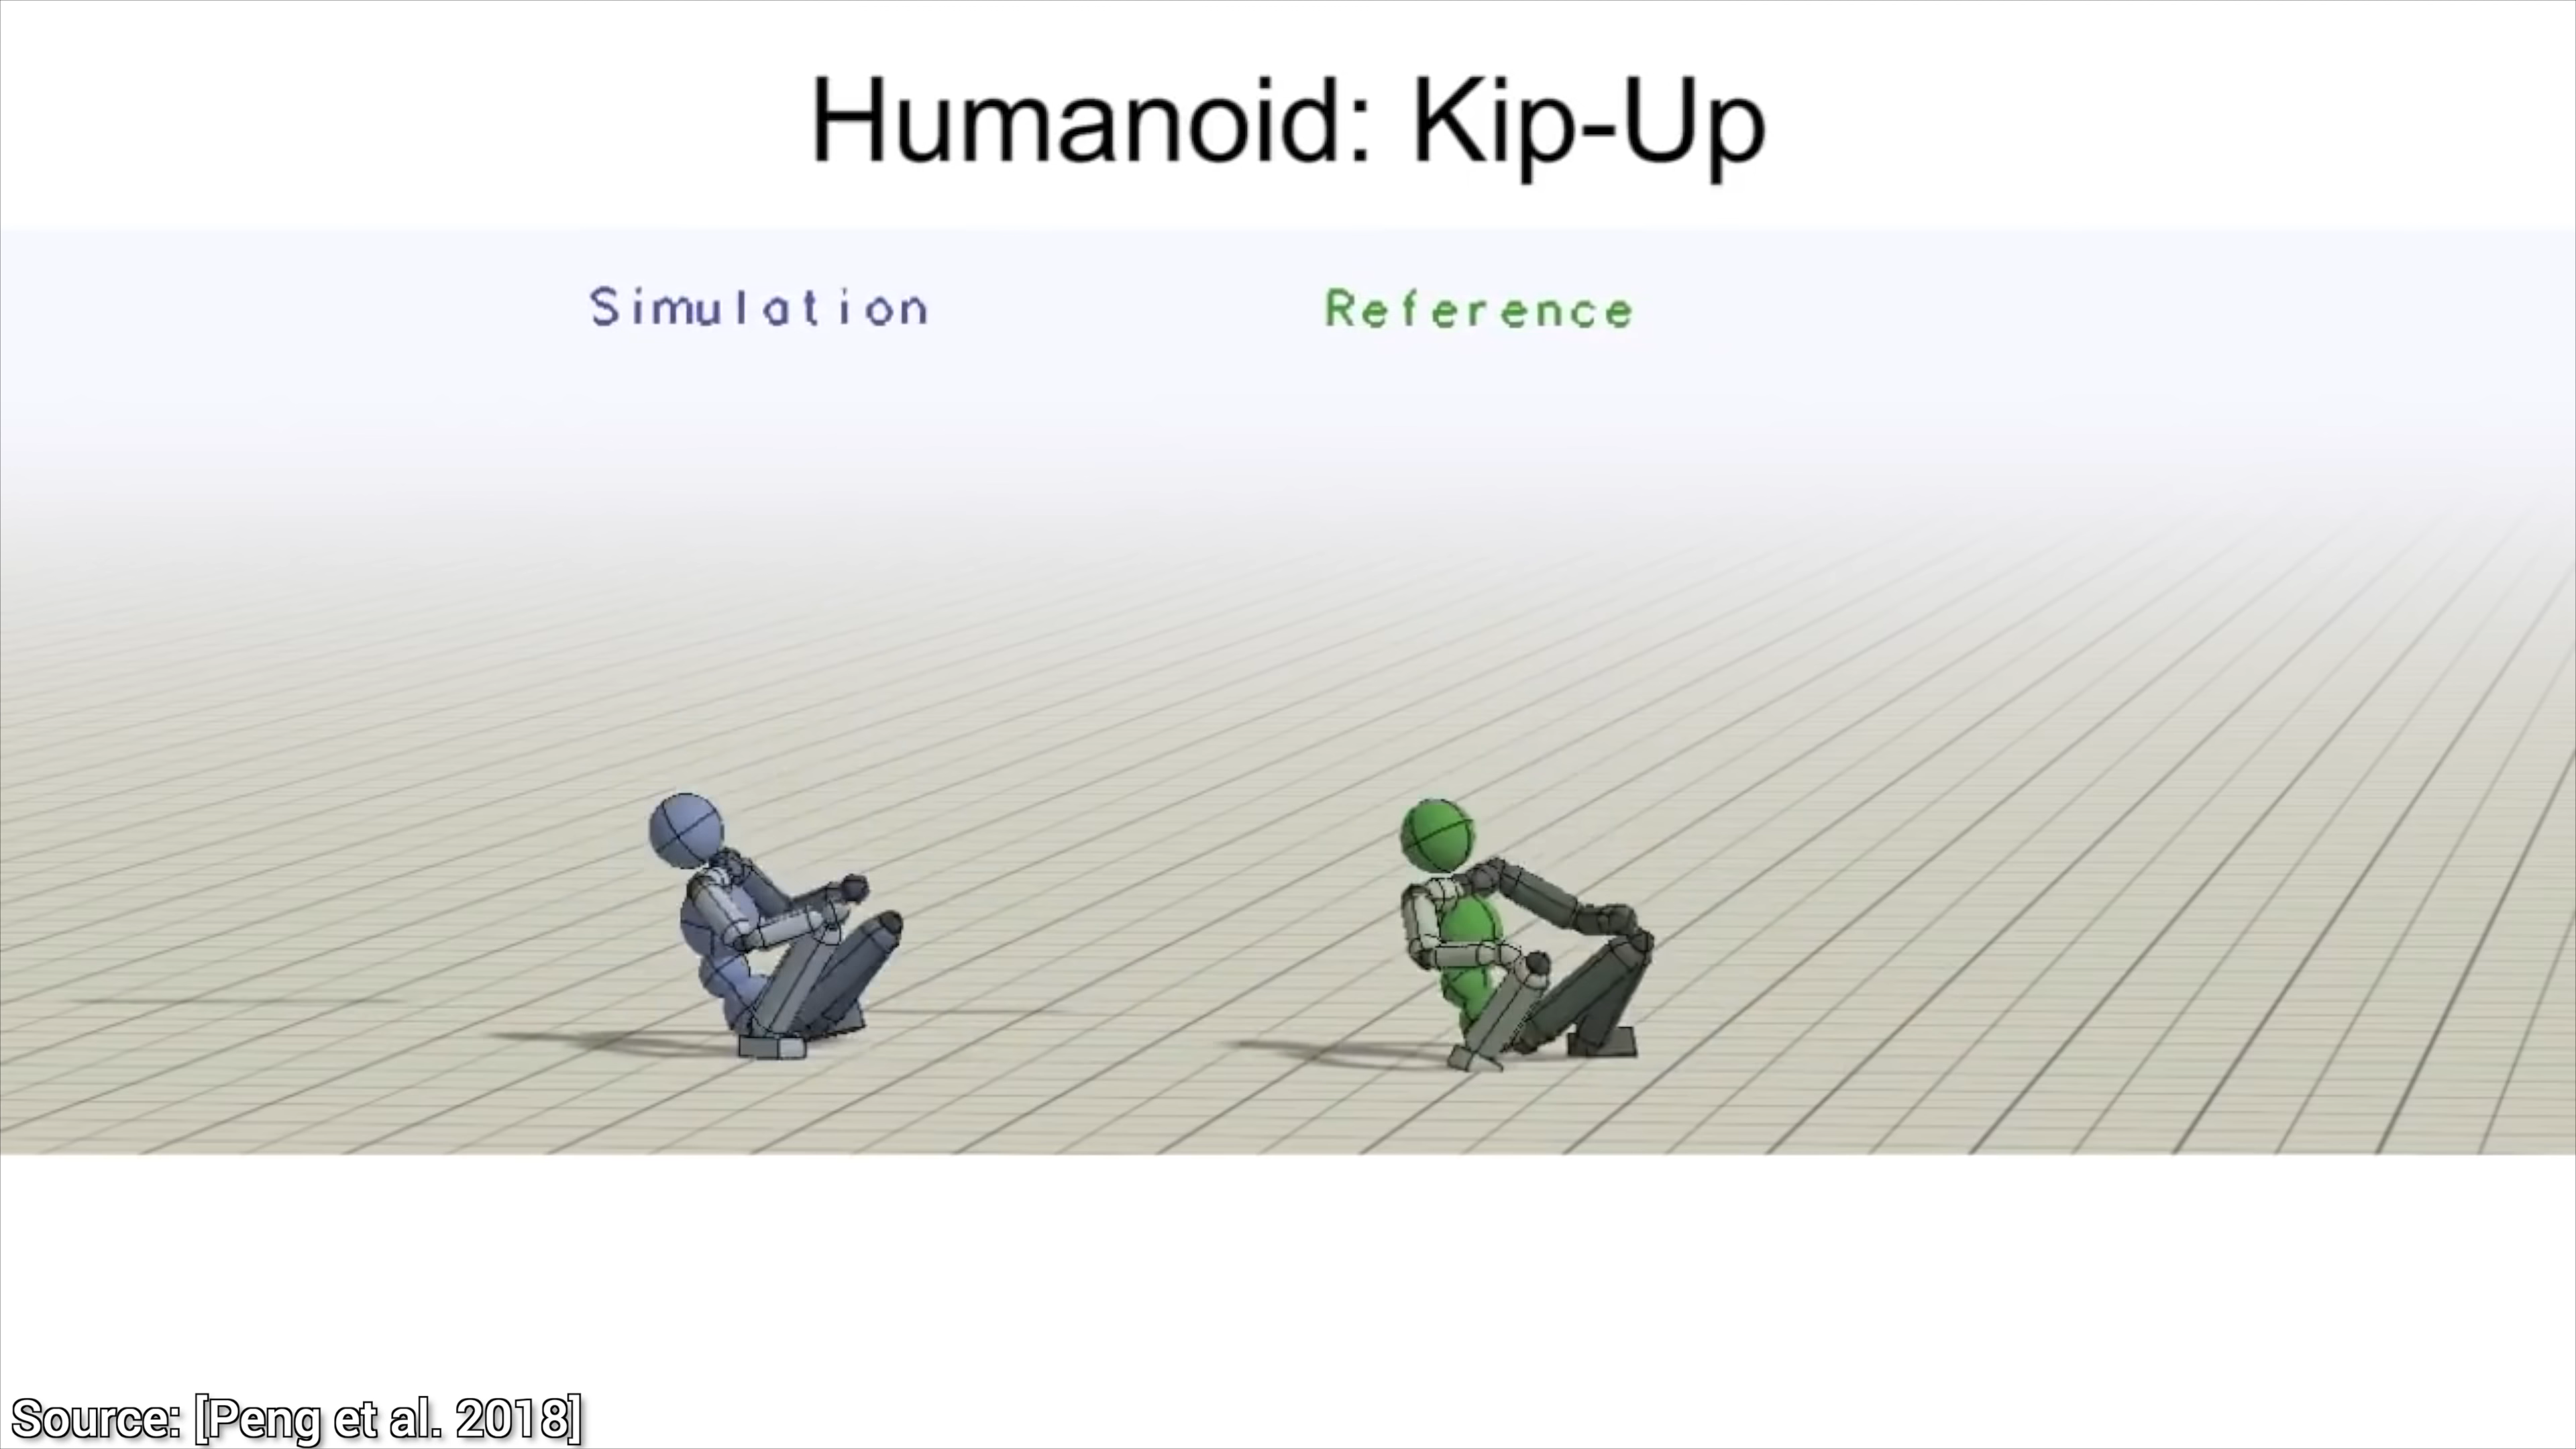 Humanoid: Kip-Up
Simulation
Reference
Source: [Peng et al. 2018]